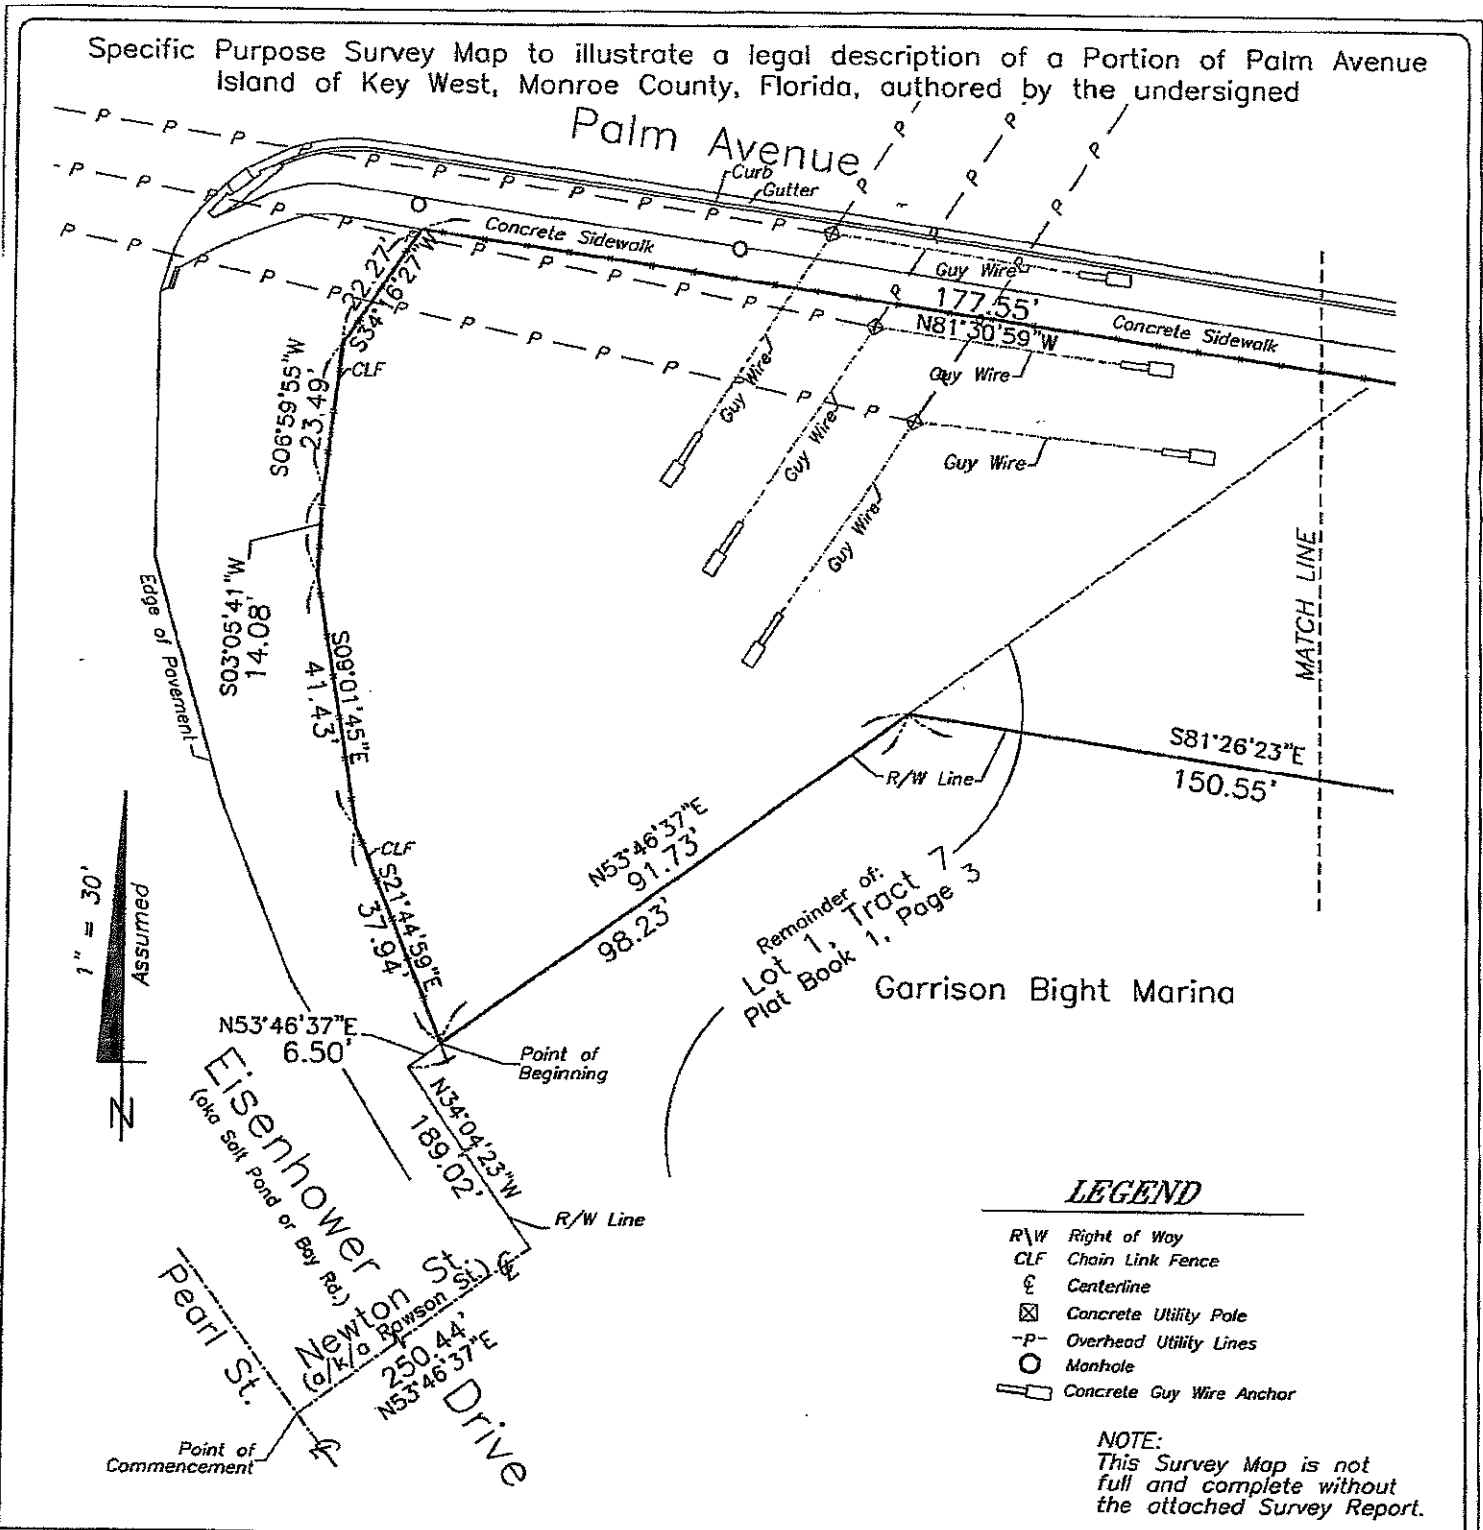 Specific Purpose Survey Map to illustrate a legal description of a Portion of Palm Avenue
Island of Key West, Monroe County, Florida, authored by the undersigned
Palm Avenue
Curb
Gutter
Concrete Sidewalk
Guy Wire
177.55'
N81°30'59"W
Concrete Sidewalk
Guy Wire
Guy Wire
Guy Wire
Guy Wire
Guy Wire
22.27'
S34°16'27"W
CLF
S06°59'55"W
23.49'
S03°05'41"W
14.08'
S09°01'45"E
41.43'
Edge of Pavement
MATCH LINE
S81°26'23"E
150.55'
R/W Line
N53°46'37"E
91.73'
98.23'
CLF
S21°44'59"E
37.94'
Remainder of:
Lot 1, Tract 7
Plat Book 1, Page 3
Garrison Bight Marina
1" = 30'
Assumed
N
N53°46'37"E
6.50'
Point of
Beginning
N34°04'23"W
189.02'
R/W Line
Eisenhower Drive
(aka Salt Pond or Bay Rd.)
Newton St.
(a/k/a Rawson St.)
250.44'
N53°46'37"E
Pearl St.
Point of
Commencement
LEGEND
R\W Right of Way
CLF Chain Link Fence
℄ Centerline
Concrete Utility Pole
-P- Overhead Utility Lines
Manhole
Concrete Guy Wire Anchor
NOTE:
This Survey Map is not
full and complete without
the attached Survey Report.